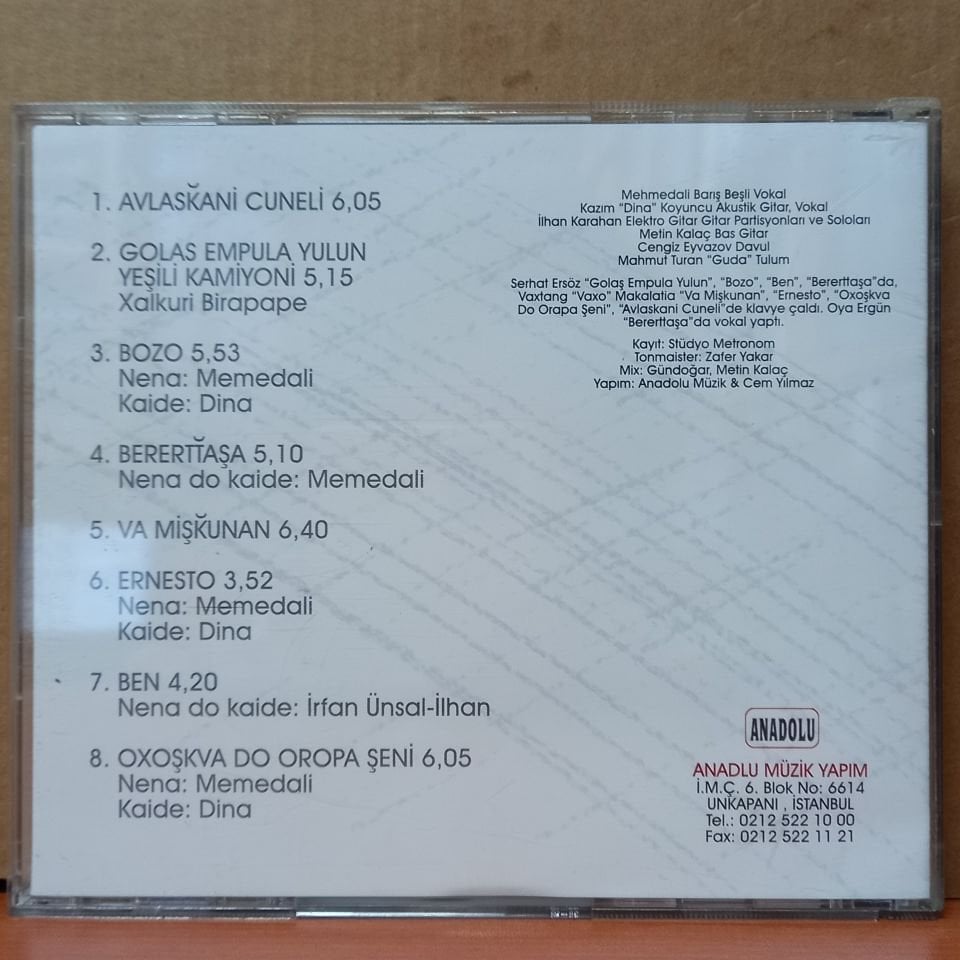 1. AVLASǨANİ CUNELİ 6,05
2. GOLAS EMPULA YULUN
YEŞİLİ KAMİYONİ 5,15
Xalkuri Birapape
3. BOZO 5,53
Nena: Memedali
Kaide: Dina
4. BERERTT̆AŞA 5,10
Nena do kaide: Memedali
5. VA MİŞǨUNAN 6,40
6. ERNESTO 3,52
Nena: Memedali
Kaide: Dina
7. BEN 4,20
Nena do kaide: İrfan Ünsal-İlhan
8. OXOŞKVA DO OROPA ŞENİ 6,05
Nena: Memedali
Kaide: Dina
Mehmedali Barış Beşli Vokal
Kazım "Dina" Koyuncu Akustik Gitar, Vokal
İlhan Karahan Elektro Gitar Gitar Partisyonları ve Soloları
Metin Kalaç Bas Gitar
Cengiz Eyvazov Davul
Mahmut Turan "Guda" Tulum
Serhat Ersöz "Golaş Empula Yulun", "Bozo", "Ben", "Bererttaşa"da,
Vaxtang "Vaxo" Makalatia "Va Mişkunan", "Ernesto", "Oxoşkva
Do Orapa Şeni", "Avlaskani Cuneli"de klavye çaldı. Oya Ergün
"Bererttaşa"da vokal yaptı.
Kayıt: Stüdyo Metronom
Tonmaister: Zafer Yakar
Mix: Gündoğar, Metin Kalaç
Yapım: Anadolu Müzik & Cem Yılmaz
ANADOLU
ANADLU MÜZİK YAPIM
İ.M.Ç. 6. Blok No: 6614
UNKAPANI , İSTANBUL
Tel.: 0212 522 10 00
Fax: 0212 522 11 21